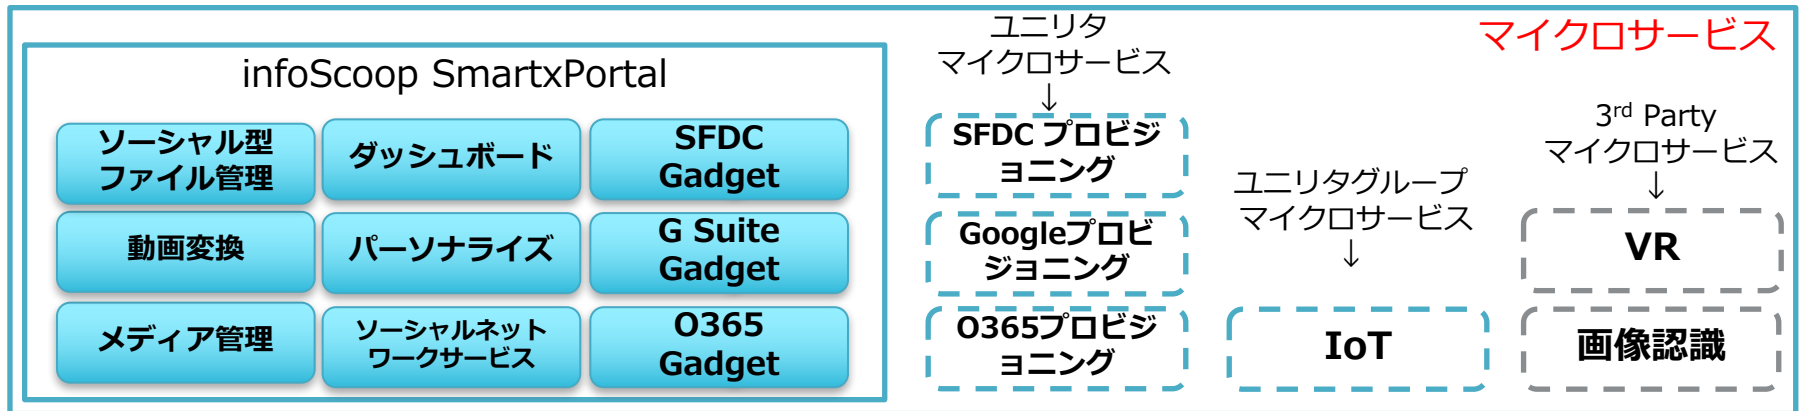 マイクロサービス
infoScoop SmartxPortal
ソーシャル型
ファイル管理
ダッシュボード
SFDC
Gadget
動画変換
パーソナライズ
G Suite
Gadget
メディア管理
ソーシャルネット
ワークサービス
O365
Gadget
ユニリタ
マイクロサービス
↓
SFDC プロビジ
ョニング
Googleプロビ
ジョニング
O365プロビジ
ョニング
ユニリタグループ
マイクロサービス
↓
IoT
3rd Party
マイクロサービス
↓
VR
画像認識